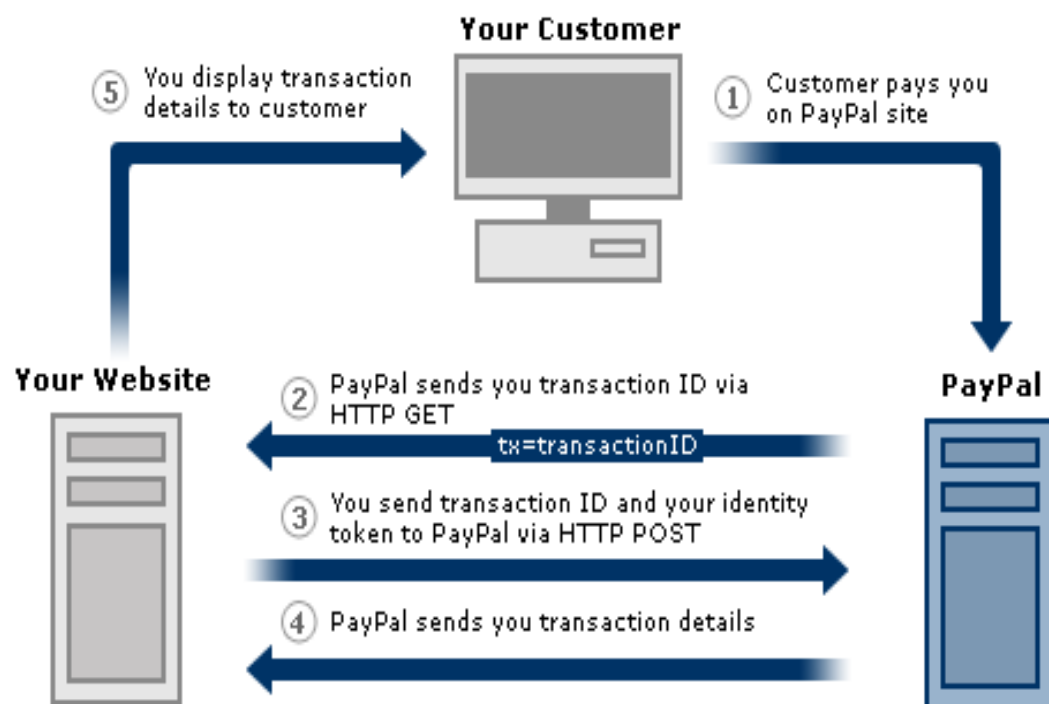 Your Customer
5 You display transaction
details to customer
1 Customer pays you
on PayPal site
Your Website
PayPal
2 PayPal sends you transaction ID via
HTTP GET
tx=transactionID
3 You send transaction ID and your identity
token to PayPal via HTTP POST
4 PayPal sends you transaction details